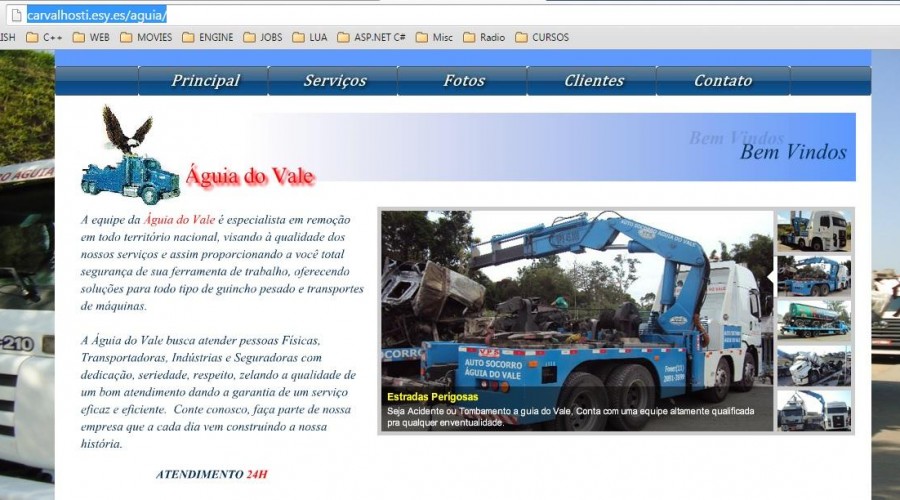 carvalhosti.esy.es/aguia/
ISH C++ WEB MOVIES ENGINE JOBS LUA ASP.NET C# Misc Radio CURSOS
Principal Serviços Fotos Clientes Contato
Águia do Vale
Bem Vindos
Bem Vindos
A equipe da Águia do Vale é especialista em remoção
em todo território nacional, visando à qualidade dos
nossos serviços e assim proporcionando a você total
segurança de sua ferramenta de trabalho, oferecendo
soluções para todo tipo de guincho pesado e transportes
de máquinas.
A Águia do Vale busca atender pessoas Físicas,
Transportadoras, Indústrias e Seguradoras com
dedicação, seriedade, respeito, zelando a qualidade de
um bom atendimento dando a garantia de um serviço
eficaz e eficiente. Conte conosco, faça parte de nossa
empresa que a cada dia vem construindo a nossa
história.
ATENDIMENTO 24H
AUTO SOCORRO
ÁGUIA DO VALE
Estradas Perigosas
Seja Acidente ou Tombamento a guia do Vale, Conta com uma equipe altamente qualificada
pra qualquer enventualidade.
-210